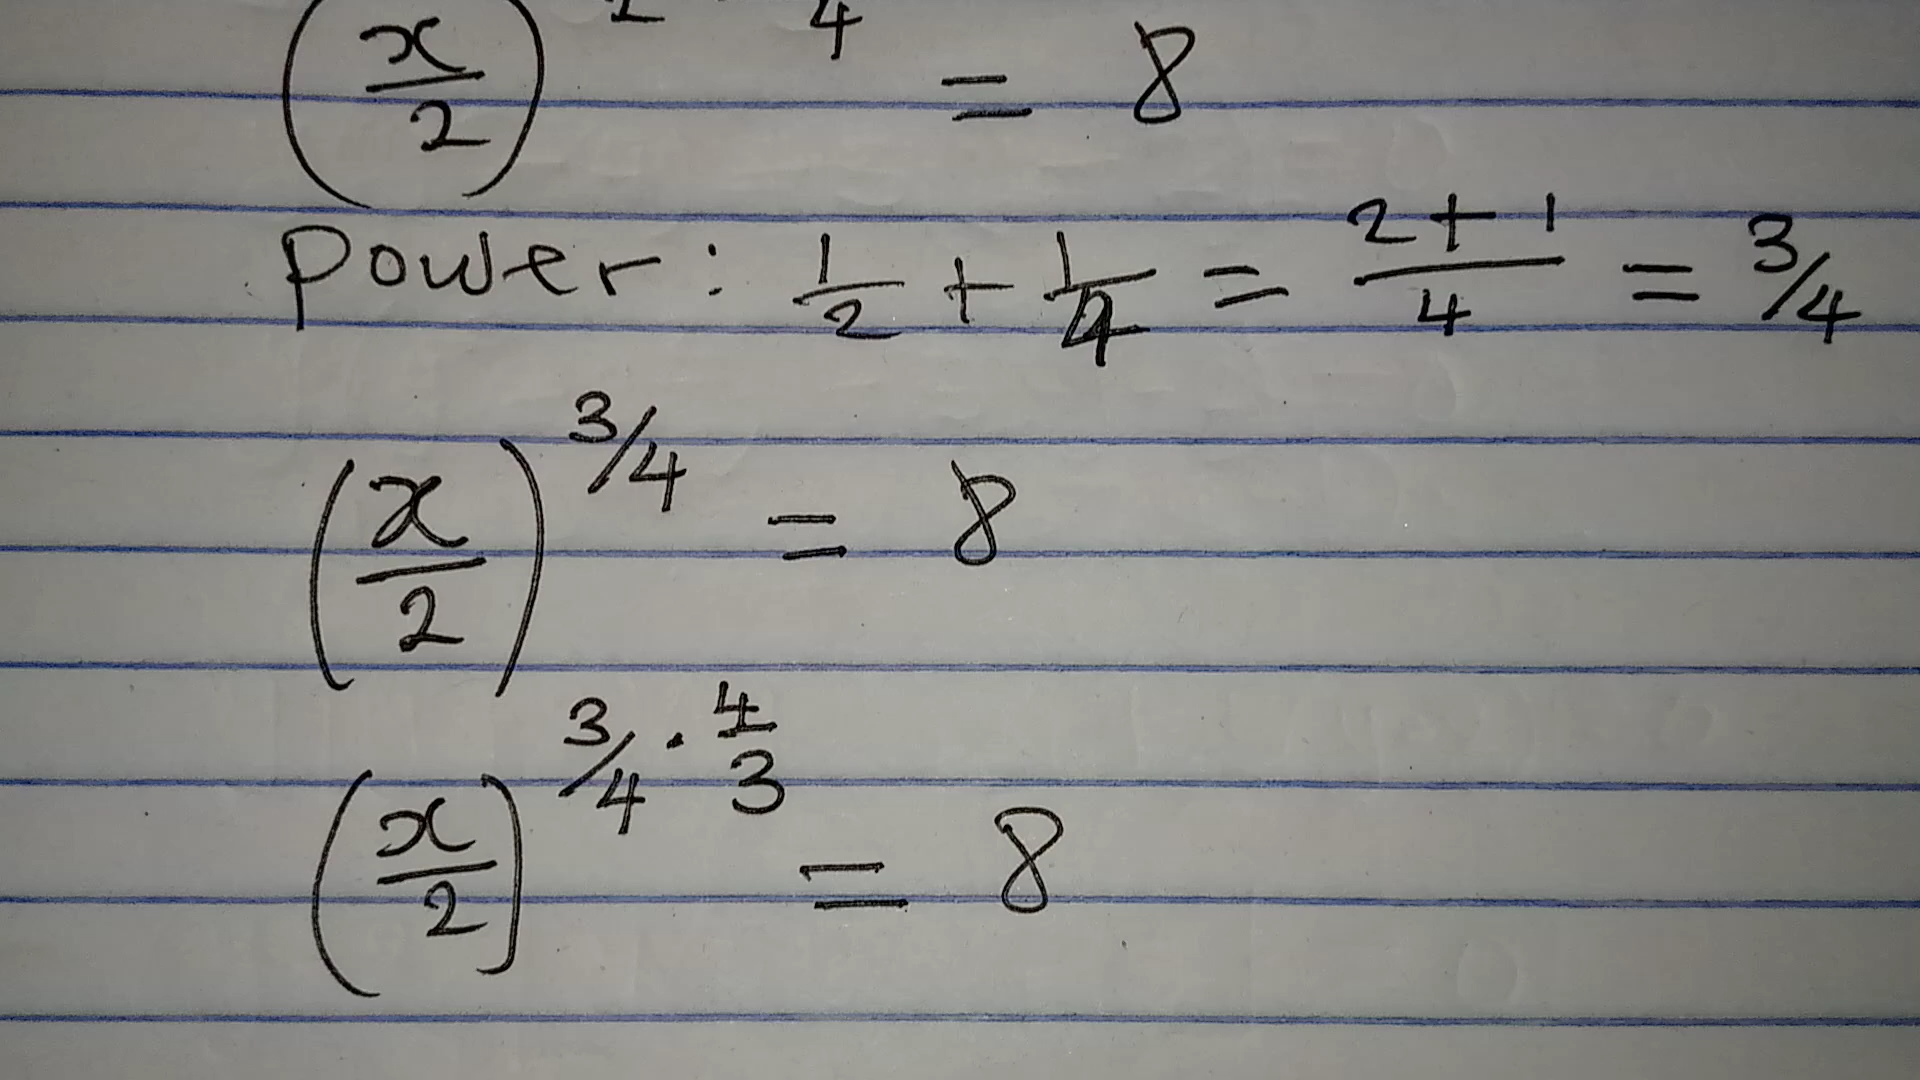 (x/2) 4 = 8
Power: 1/2 + 1/4 = (2+1)/4 = 3/4
(x/2)^3/4 = 8
(x/2)^3/4 · 4/3 = 8